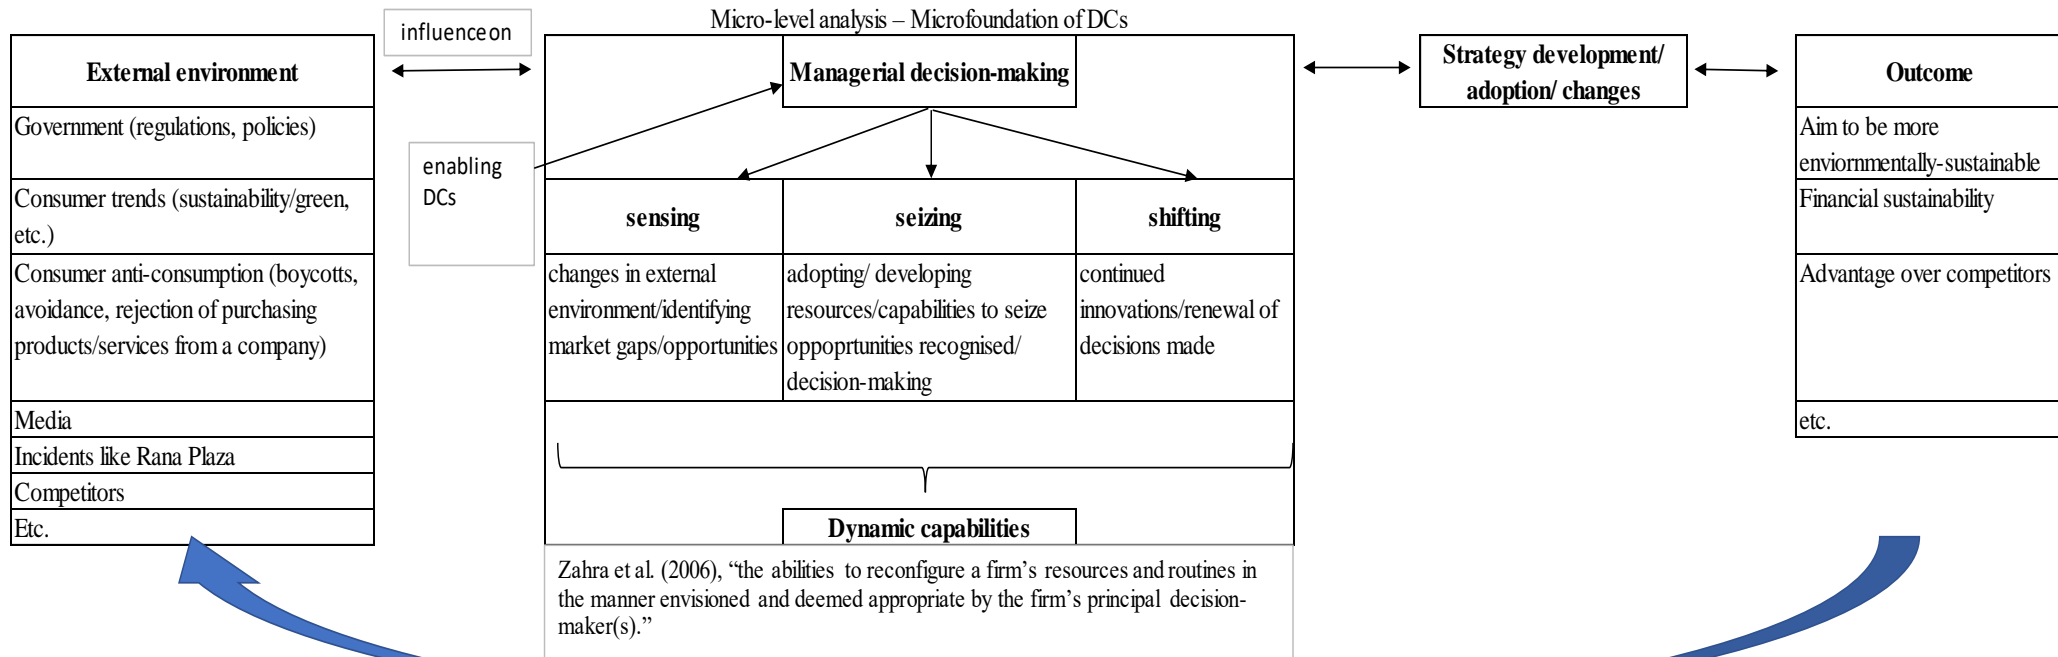 Micro-level analysis – Microfoundation of DCs
influence on
External environment
Government (regulations, policies)
Consumer trends (sustainability/green,
etc.)
Consumer anti-consumption (boycotts,
avoidance, rejection of purchasing
products/services from a company)
Media
Incidents like Rana Plaza
Competitors
Etc.
enabling
DCs
Managerial decision-making
sensing
changes in external
environment/identifying
market gaps/opportunities
seizing
adopting/ developing
resources/capabilities to seize
oppoprtunities recognised/
decision-making
shifting
continued
innovations/renewal of
decisions made
Dynamic capabilities
Zahra et al. (2006), “the abilities to reconfigure a firm’s resources and routines in
the manner envisioned and deemed appropriate by the firm’s principal decision-
maker(s).”
Strategy development/
adoption/ changes
Outcome
Aim to be more
enviornmentally-sustainable
Financial sustainability
Advantage over competitors
etc.